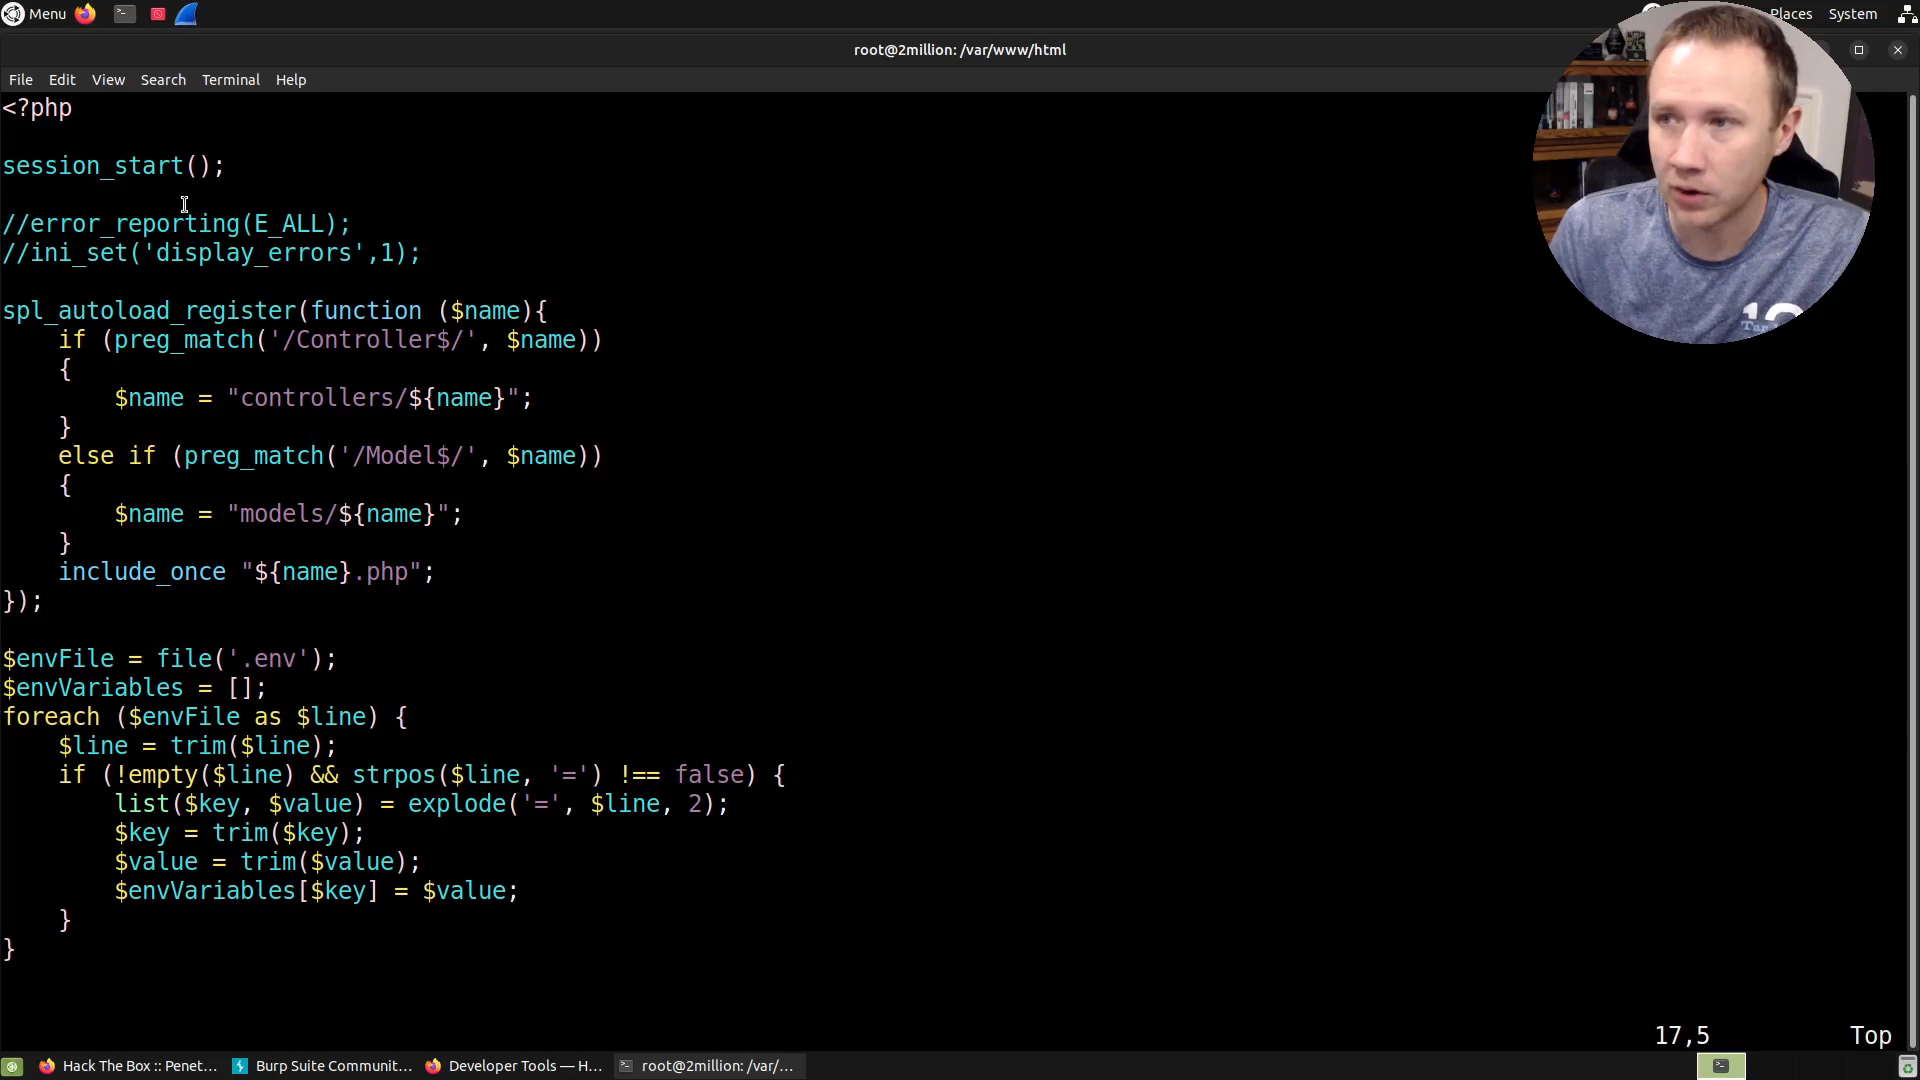 Menu
Places System
root@2million: /var/www/html
File Edit View Search Terminal Help
<?php
session_start();
//error_reporting(E_ALL);
//ini_set('display_errors',1);
spl_autoload_register(function ($name){
    if (preg_match('/Controller$/', $name))
    {
        $name = "controllers/${name}";
    }
    else if (preg_match('/Model$/', $name))
    {
        $name = "models/${name}";
    }
    include_once "${name}.php";
});
$envFile = file('.env');
$envVariables = [];
foreach ($envFile as $line) {
    $line = trim($line);
    if (!empty($line) && strpos($line, '=') !== false) {
        list($key, $value) = explode('=', $line, 2);
        $key = trim($key);
        $value = trim($value);
        $envVariables[$key] = $value;
    }
}
17,5 Top
Hack The Box :: Penet... Burp Suite Communit... Developer Tools — H... root@2million: /var/...